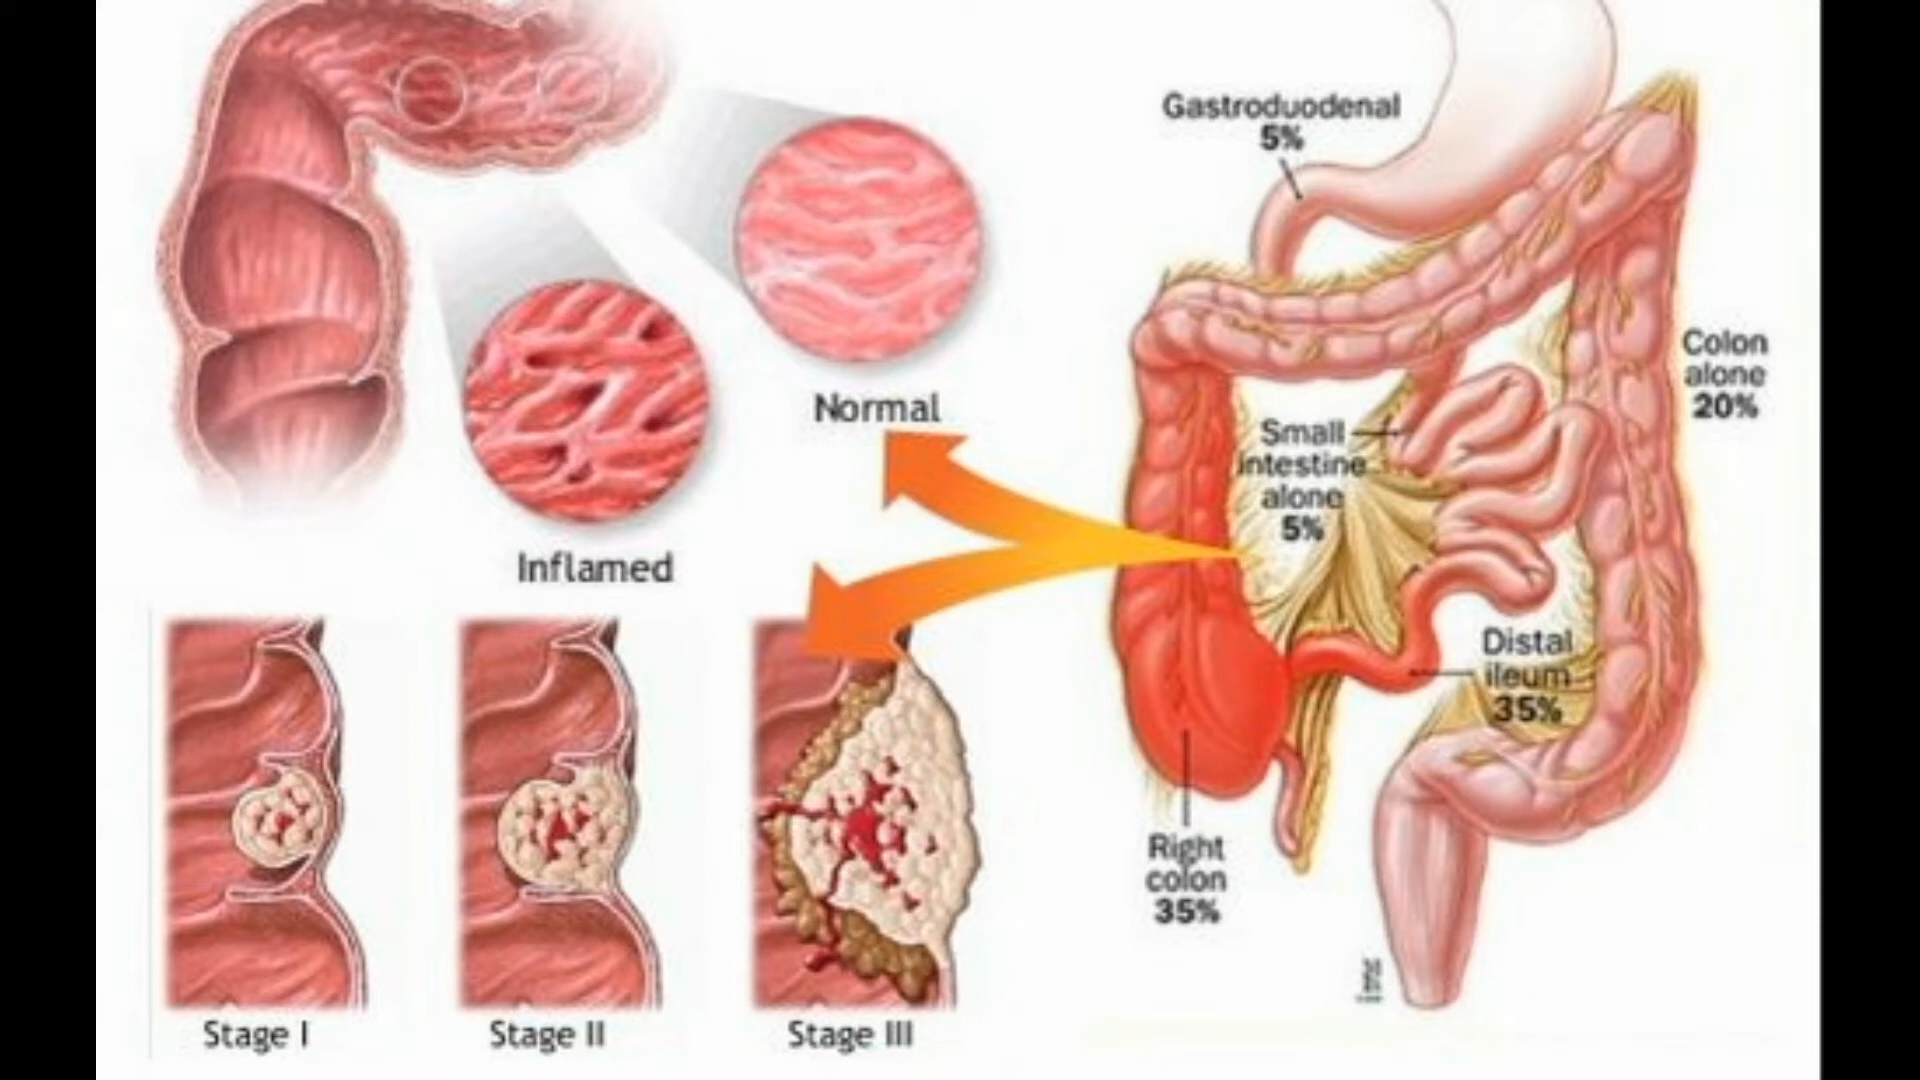 Gastroduodenal
5%
Normal
Inflamed
Colon
alone
20%
Small
intestine
alone
5%
Distal
ileum
35%
Right
colon
35%
Stage I
Stage II
Stage III